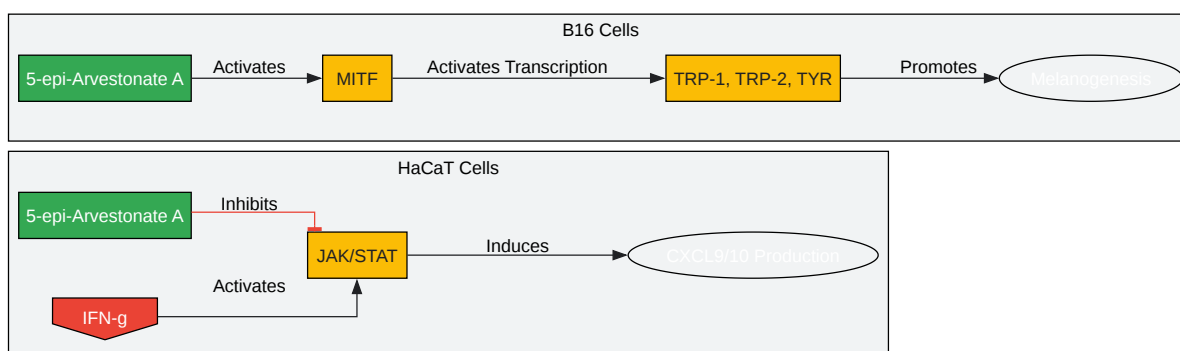 B16 Cells
5-epi-Arvestonate A
Activates
MITF
Activates Transcription
TRP-1, TRP-2, TYR
Promotes
Melanogenesis
HaCaT Cells
5-epi-Arvestonate A
Inhibits
JAK/STAT
Induces
CXCL9/10 Production
Activates
IFN-g